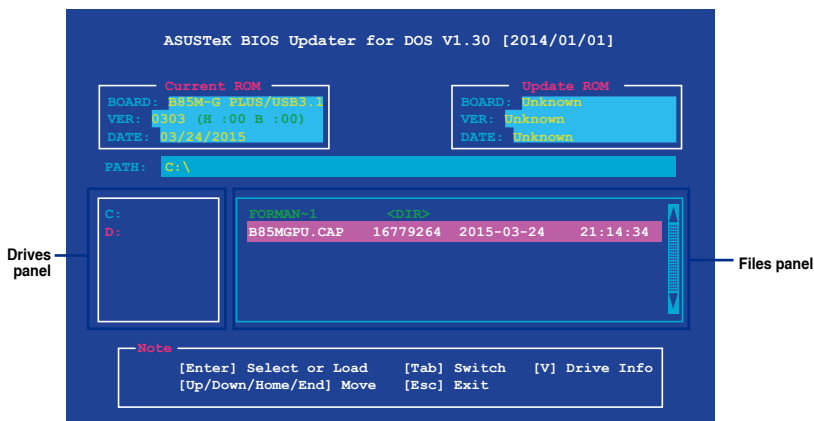 ASUSTeK BIOS Updater for DOS V1.30 [2014/01/01]
Current ROM
BOARD: B85M-G PLUS/USB3.1
VER: 0303 (H :00 B :00)
DATE: 03/24/2015
Update ROM
BOARD: Unknown
VER: Unknown
DATE: Unknown
PATH: C:\
C:
D:
FORMAN~1 <DIR>
B85MGPU.CAP 16779264 2015-03-24 21:14:34
Drives panel
Files panel
Note
[Enter] Select or Load [Tab] Switch [V] Drive Info
[Up/Down/Home/End] Move [Esc] Exit